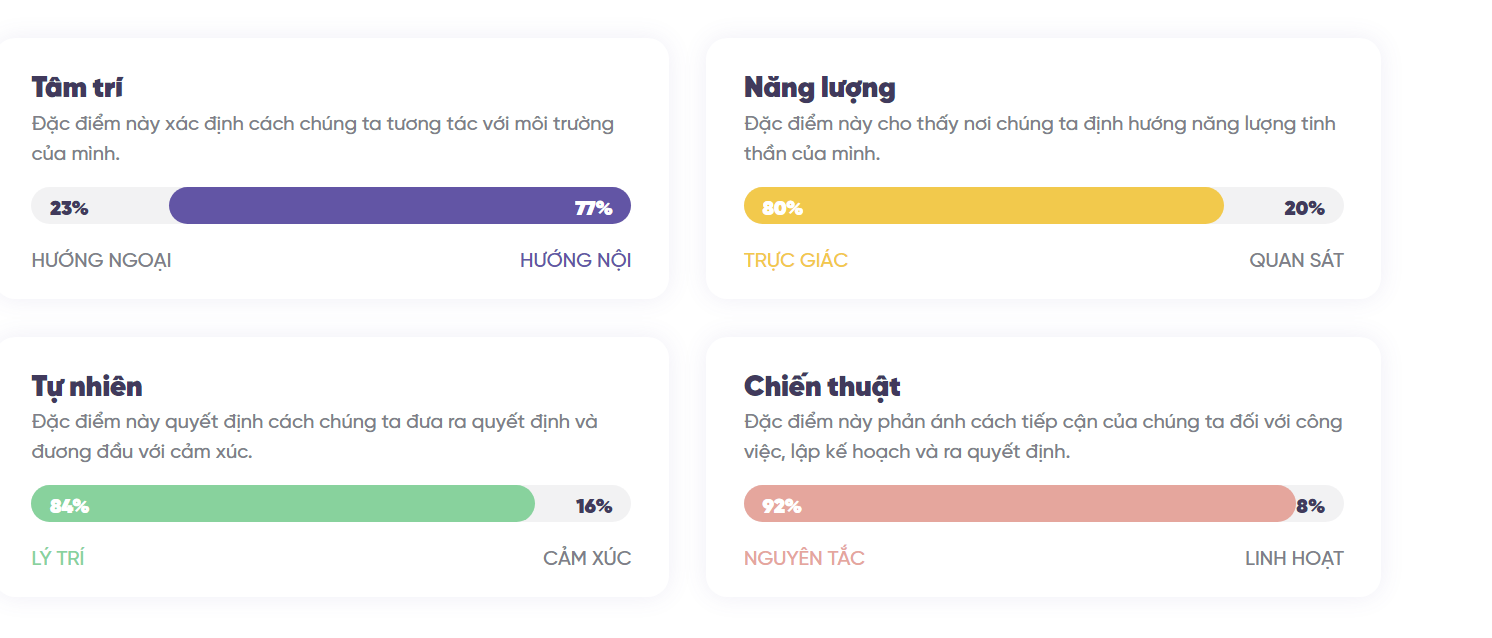 Tâm trí
Đặc điểm này xác định cách chúng ta tương tác với môi trường
của mình.
23%
77%
HƯỚNG NGOẠI
HƯỚNG NỘI
Năng lượng
Đặc điểm này cho thấy nơi chúng ta định hướng năng lượng tinh
thần của mình.
80%
20%
TRỰC GIÁC
QUAN SÁT
Tự nhiên
Đặc điểm này quyết định cách chúng ta đưa ra quyết định và
đương đầu với cảm xúc.
84%
16%
LÝ TRÍ
CẢM XÚC
Chiến thuật
Đặc điểm này phản ánh cách tiếp cận của chúng ta đối với công
việc, lập kế hoạch và ra quyết định.
92%
8%
NGUYÊN TẮC
LINH HOẠT